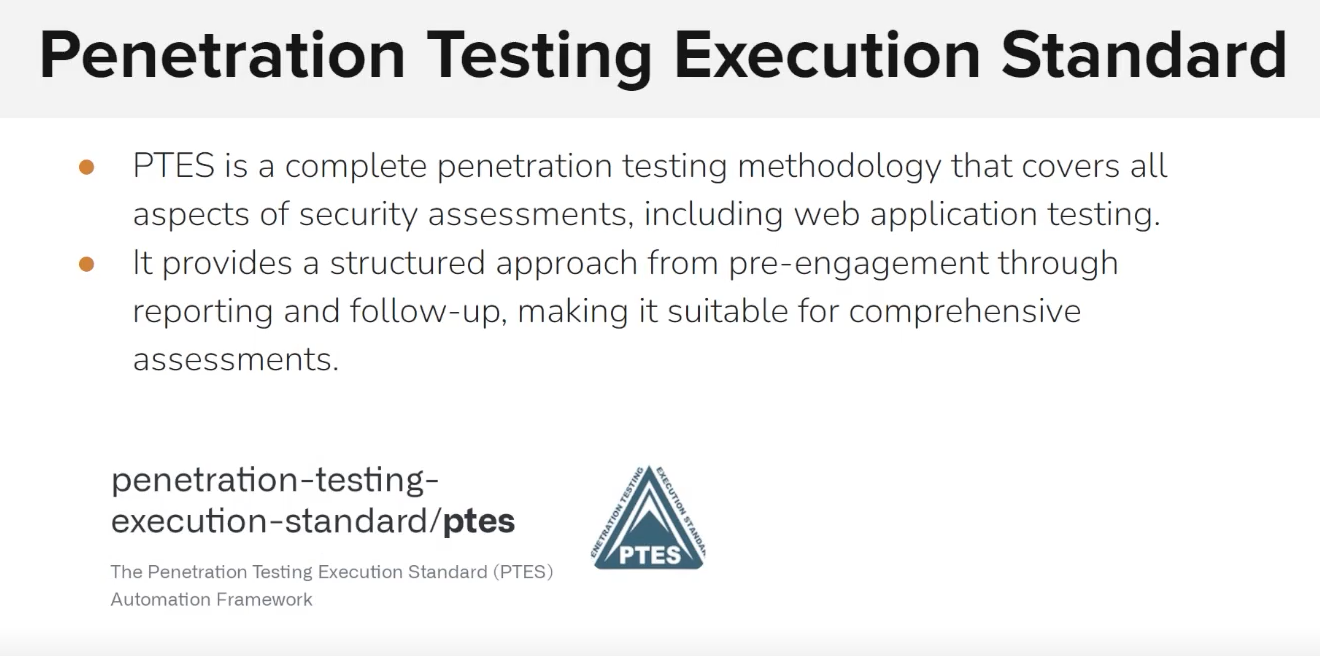 Penetration Testing Execution Standard
PTES is a complete penetration testing methodology that covers all
aspects of security assessments, including web application testing.
It provides a structured approach from pre-engagement through
reporting and follow-up, making it suitable for comprehensive
assessments.
penetration-testing-
execution-standard/ptes
The Penetration Testing Execution Standard (PTES)
Automation Framework
ENETRATION TESTING
EXECUTION STANDAR
PTES